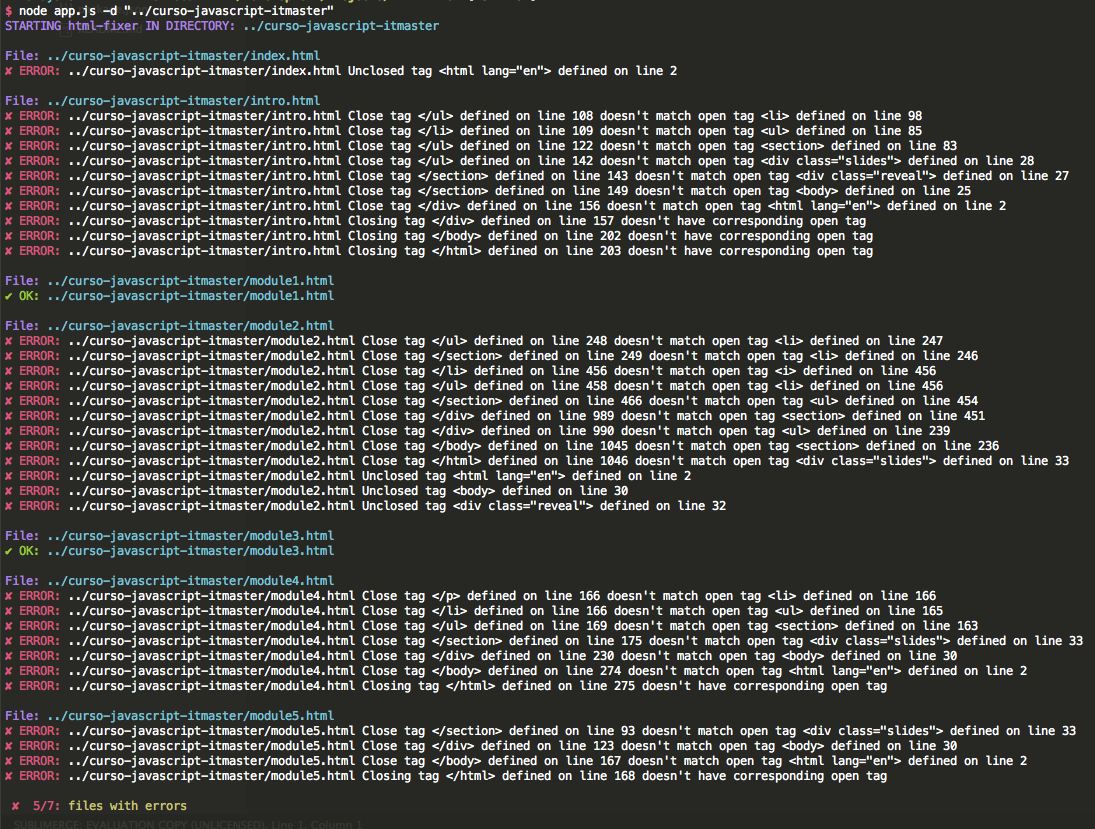 $ node app.js -d "../curso-javascript-itmaster"
STARTING html-fixer IN DIRECTORY: ../curso-javascript-itmaster
File: ../curso-javascript-itmaster/index.html
✘ ERROR: ../curso-javascript-itmaster/index.html Unclosed tag <html lang="en"> defined on line 2
File: ../curso-javascript-itmaster/intro.html
✘ ERROR: ../curso-javascript-itmaster/intro.html Close tag </ul> defined on line 108 doesn't match open tag <li> defined on line 98
✘ ERROR: ../curso-javascript-itmaster/intro.html Close tag </li> defined on line 109 doesn't match open tag <ul> defined on line 85
✘ ERROR: ../curso-javascript-itmaster/intro.html Close tag </ul> defined on line 122 doesn't match open tag <section> defined on line 83
✘ ERROR: ../curso-javascript-itmaster/intro.html Close tag </ul> defined on line 142 doesn't match open tag <div class="slides"> defined on line 28
✘ ERROR: ../curso-javascript-itmaster/intro.html Close tag </section> defined on line 143 doesn't match open tag <div class="reveal"> defined on line 27
✘ ERROR: ../curso-javascript-itmaster/intro.html Close tag </section> defined on line 149 doesn't match open tag <body> defined on line 25
✘ ERROR: ../curso-javascript-itmaster/intro.html Close tag </div> defined on line 156 doesn't match open tag <html lang="en"> defined on line 2
✘ ERROR: ../curso-javascript-itmaster/intro.html Closing tag </div> defined on line 157 doesn't have corresponding open tag
✘ ERROR: ../curso-javascript-itmaster/intro.html Closing tag </body> defined on line 202 doesn't have corresponding open tag
✘ ERROR: ../curso-javascript-itmaster/intro.html Closing tag </html> defined on line 203 doesn't have corresponding open tag
File: ../curso-javascript-itmaster/module1.html
✔ OK: ../curso-javascript-itmaster/module1.html
File: ../curso-javascript-itmaster/module2.html
✘ ERROR: ../curso-javascript-itmaster/module2.html Close tag </ul> defined on line 248 doesn't match open tag <li> defined on line 247
✘ ERROR: ../curso-javascript-itmaster/module2.html Close tag </section> defined on line 249 doesn't match open tag <li> defined on line 246
✘ ERROR: ../curso-javascript-itmaster/module2.html Close tag </li> defined on line 456 doesn't match open tag <i> defined on line 456
✘ ERROR: ../curso-javascript-itmaster/module2.html Close tag </ul> defined on line 458 doesn't match open tag <li> defined on line 456
✘ ERROR: ../curso-javascript-itmaster/module2.html Close tag </section> defined on line 466 doesn't match open tag <ul> defined on line 454
✘ ERROR: ../curso-javascript-itmaster/module2.html Close tag </div> defined on line 989 doesn't match open tag <section> defined on line 451
✘ ERROR: ../curso-javascript-itmaster/module2.html Close tag </div> defined on line 990 doesn't match open tag <ul> defined on line 239
✘ ERROR: ../curso-javascript-itmaster/module2.html Close tag </body> defined on line 1045 doesn't match open tag <section> defined on line 236
✘ ERROR: ../curso-javascript-itmaster/module2.html Close tag </html> defined on line 1046 doesn't match open tag <div class="slides"> defined on line 33
✘ ERROR: ../curso-javascript-itmaster/module2.html Unclosed tag <html lang="en"> defined on line 2
✘ ERROR: ../curso-javascript-itmaster/module2.html Unclosed tag <body> defined on line 30
✘ ERROR: ../curso-javascript-itmaster/module2.html Unclosed tag <div class="reveal"> defined on line 32
File: ../curso-javascript-itmaster/module3.html
✔ OK: ../curso-javascript-itmaster/module3.html
File: ../curso-javascript-itmaster/module4.html
✘ ERROR: ../curso-javascript-itmaster/module4.html Close tag </p> defined on line 166 doesn't match open tag <li> defined on line 166
✘ ERROR: ../curso-javascript-itmaster/module4.html Close tag </li> defined on line 166 doesn't match open tag <ul> defined on line 165
✘ ERROR: ../curso-javascript-itmaster/module4.html Close tag </ul> defined on line 169 doesn't match open tag <section> defined on line 163
✘ ERROR: ../curso-javascript-itmaster/module4.html Close tag </section> defined on line 175 doesn't match open tag <div class="slides"> defined on line 33
✘ ERROR: ../curso-javascript-itmaster/module4.html Close tag </div> defined on line 230 doesn't match open tag <body> defined on line 30
✘ ERROR: ../curso-javascript-itmaster/module4.html Close tag </body> defined on line 274 doesn't match open tag <html lang="en"> defined on line 2
✘ ERROR: ../curso-javascript-itmaster/module4.html Closing tag </html> defined on line 275 doesn't have corresponding open tag
File: ../curso-javascript-itmaster/module5.html
✘ ERROR: ../curso-javascript-itmaster/module5.html Close tag </section> defined on line 93 doesn't match open tag <div class="slides"> defined on line 33
✘ ERROR: ../curso-javascript-itmaster/module5.html Close tag </div> defined on line 123 doesn't match open tag <body> defined on line 30
✘ ERROR: ../curso-javascript-itmaster/module5.html Close tag </body> defined on line 167 doesn't match open tag <html lang="en"> defined on line 2
✘ ERROR: ../curso-javascript-itmaster/module5.html Closing tag </html> defined on line 168 doesn't have corresponding open tag
✘ 5/7: files with errors
SUBLIMERGE: EVALUATION COPY (UNLICENSED), Line 1, Column 1